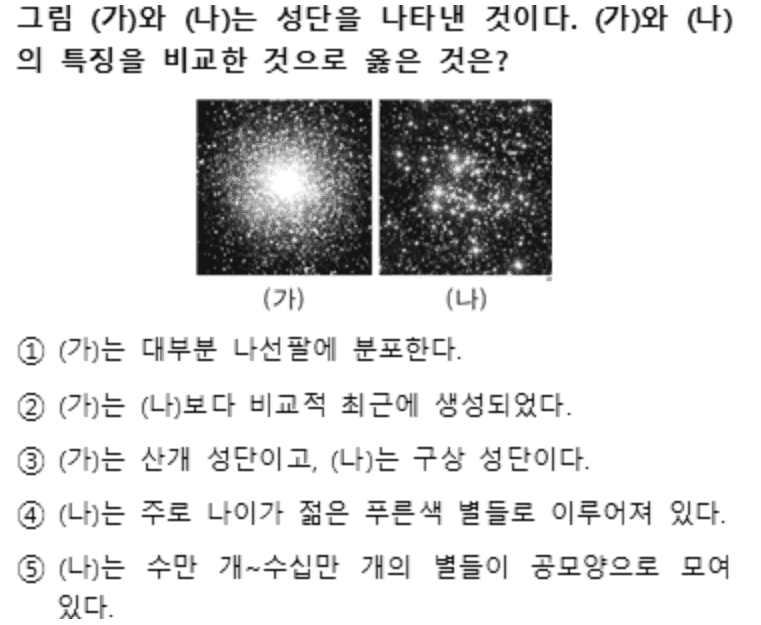 그림 (가)와 (나)는 성단을 나타낸 것이다. (가)와 (나)
의 특징을 비교한 것으로 옳은 것은?
(가) (나)
① (가)는 대부분 나선팔에 분포한다.
② (가)는 (나)보다 비교적 최근에 생성되었다.
③ (가)는 산개 성단이고, (나)는 구상 성단이다.
④ (나)는 주로 나이가 젊은 푸른색 별들로 이루어져 있다.
⑤ (나)는 수만 개~수십만 개의 별들이 공모양으로 모여
있다.